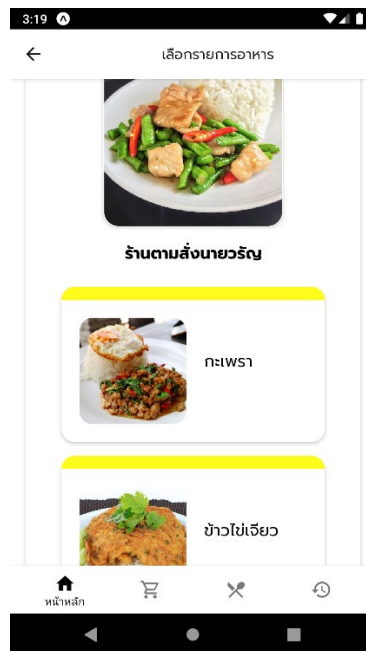 3:19
เลือกรายการอาหาร
ร้านตามสั่งนายวรัญ
กะเพรา
ข้าวไข่เจียว
หน้าหลัก